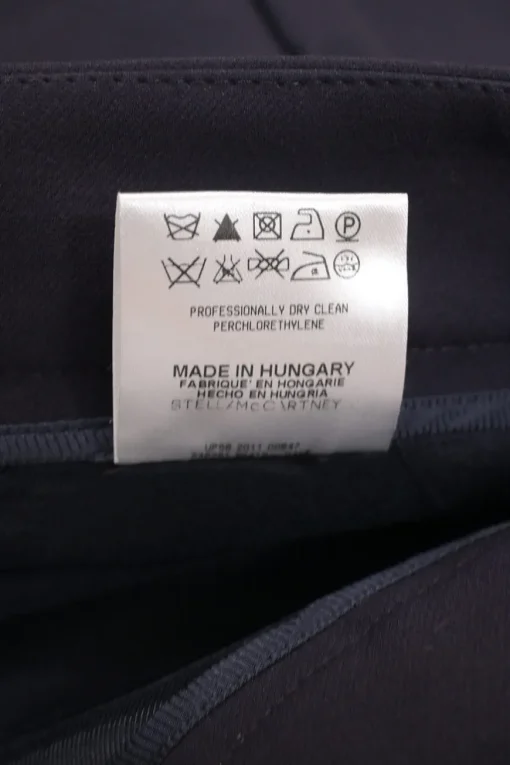 P
a
PROFESSIONALLY DRY CLEAN
PERCHLORETHYLENE
MADE IN HUNGARY
FABRIQUE' EN HONGARIE
HECHO EN HUNGRIA
STELLA McCARTNEY